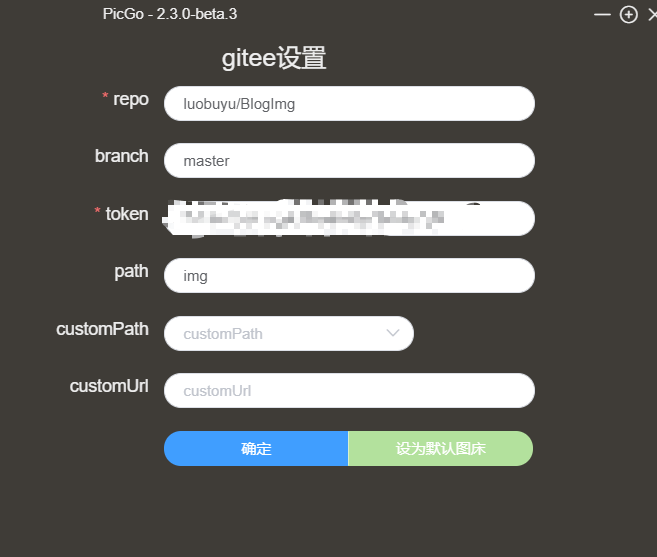 PicGo - 2.3.0-beta.3
gitee设置
* repo
luobuyu/BlogImg
branch
master
* token
path
img
customPath
customPath
customUrl
customUrl
确定
设为默认图床